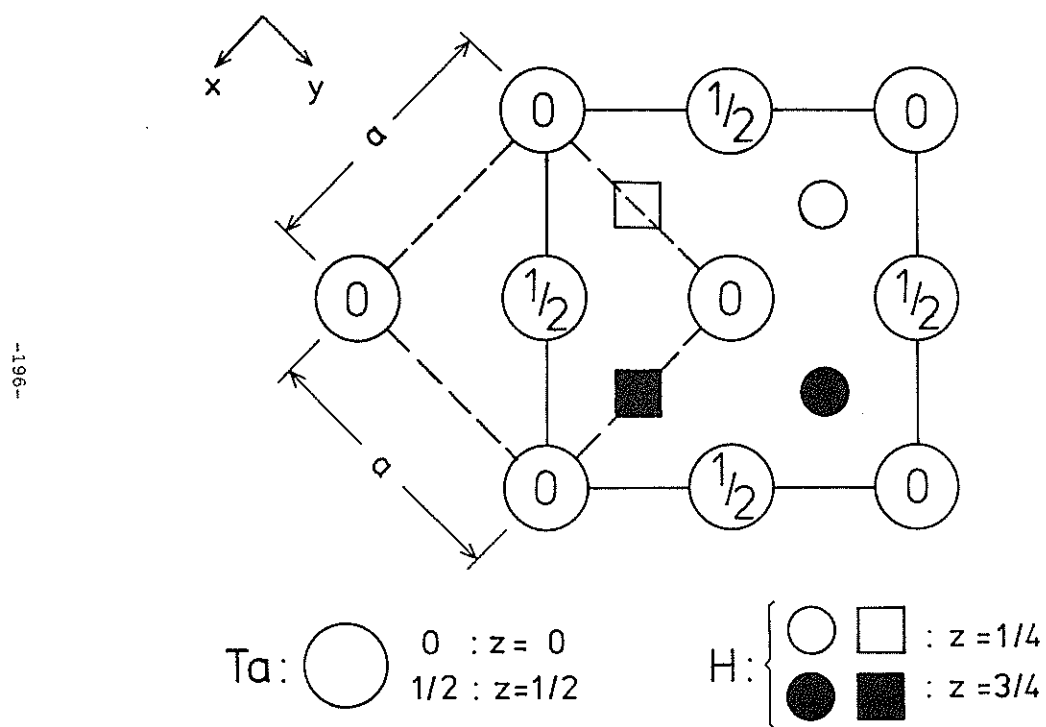 x y
a
0 1/2 0
0 1/2 0 1/2
a
0 1/2 0
-196-
Ta : 0 : z = 0
1/2 : z=1/2
H : : z =1/4
: z =3/4